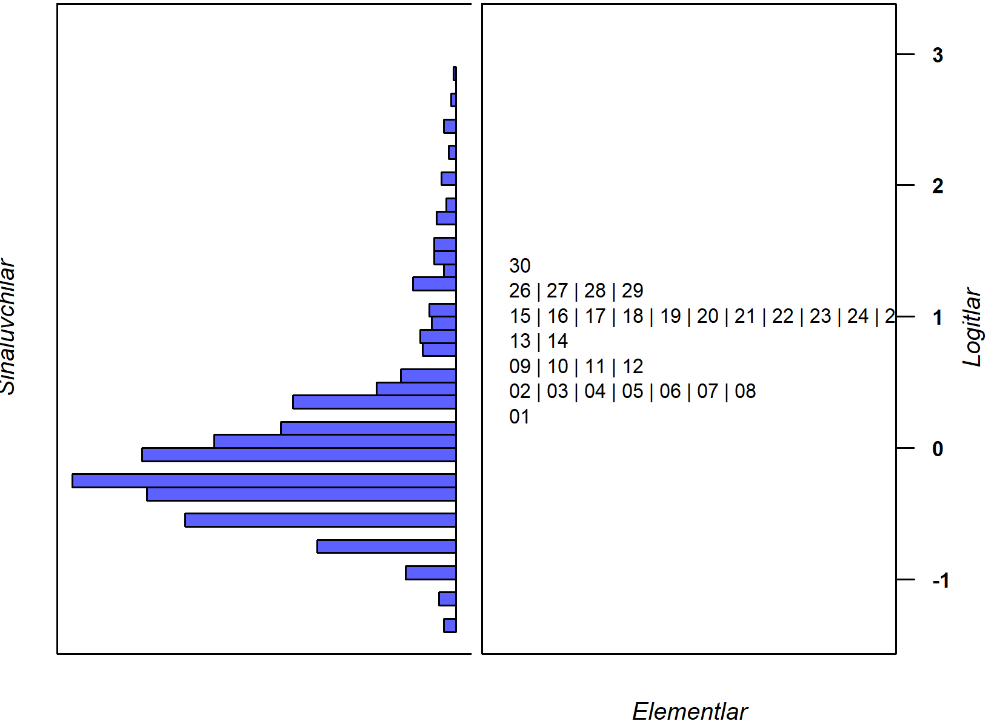 Sinaluvchilar
30
26 | 27 | 28 | 29
15 | 16 | 17 | 18 | 19 | 20 | 21 | 22 | 23 | 24 | 2
13 | 14
09 | 10 | 11 | 12
02 | 03 | 04 | 05 | 06 | 07 | 08
01
3
2
1
0
-1
Logitlar
Elementlar